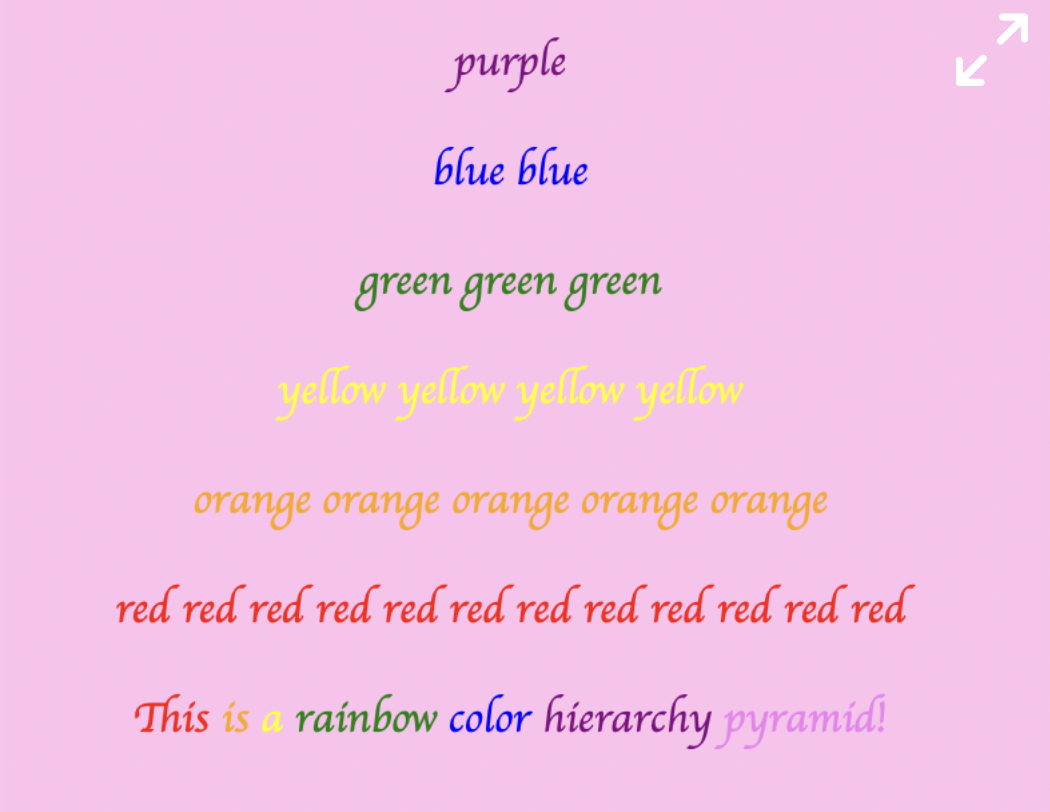 purple
blue blue
green green green
yellow yellow yellow yellow
orange orange orange orange orange
red red red red red red red red red red red red
This is a rainbow color hierarchy pyramid!